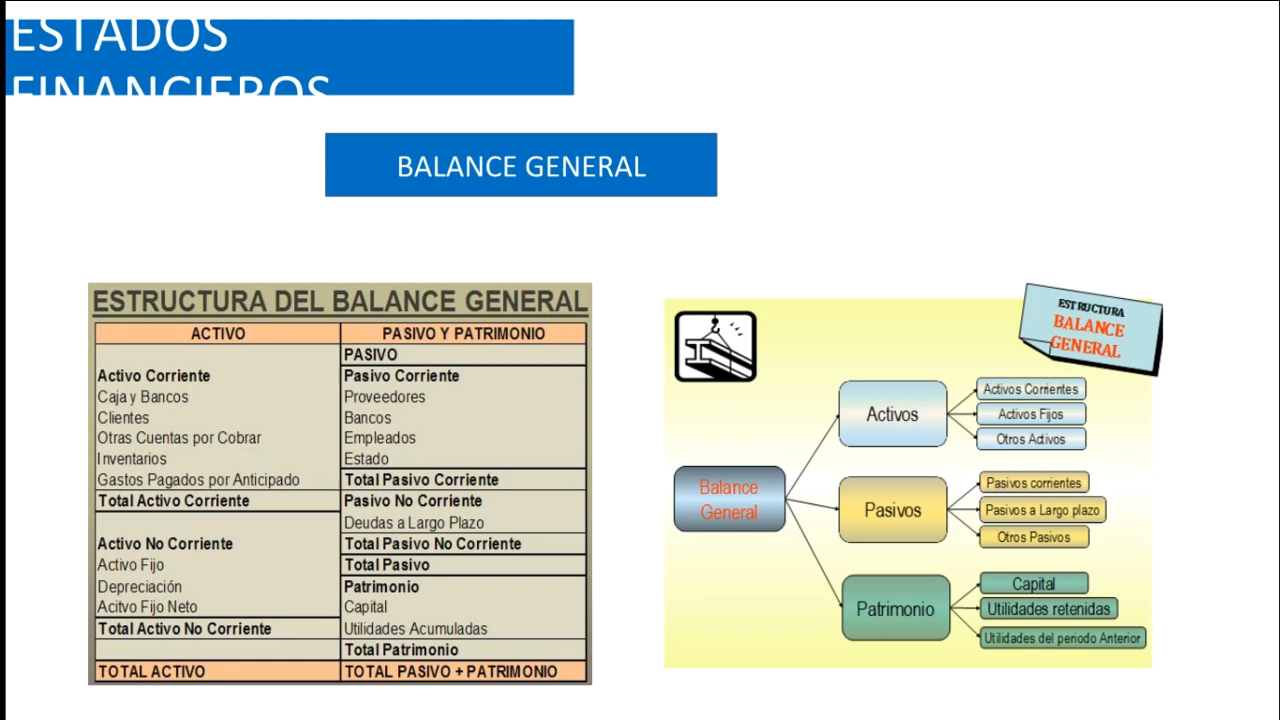 ESTADOS
FINANCIEROS
BALANCE GENERAL
ESTRUCTURA DEL BALANCE GENERAL
ACTIVO
Activo Corriente
Caja y Bancos
Clientes
Otras Cuentas por Cobrar
Inventarios
Gastos Pagados por Anticipado
Total Activo Corriente
Activo No Corriente
Activo Fijo
Depreciación
Acitvo Fijo Neto
Total Activo No Corriente
TOTAL ACTIVO
PASIVO Y PATRIMONIO
PASIVO
Pasivo Corriente
Proveedores
Bancos
Empleados
Estado
Total Pasivo Corriente
Pasivo No Corriente
Deudas a Largo Plazo
Total Pasivo No Corriente
Total Pasivo
Patrimonio
Capital
Utilidades Acumuladas
Total Patrimonio
TOTAL PASIVO + PATRIMONIO
ESTRUCTURA
BALANCE
GENERAL
Balance
General
Activos
Activos Corrientes
Activos Fijos
Otros Activos
Pasivos
Pasivos corrientes
Pasivos a Largo plazo
Otros Pasivos
Patrimonio
Capital
Utilidades retenidas
Utilidades del periodo Anterior